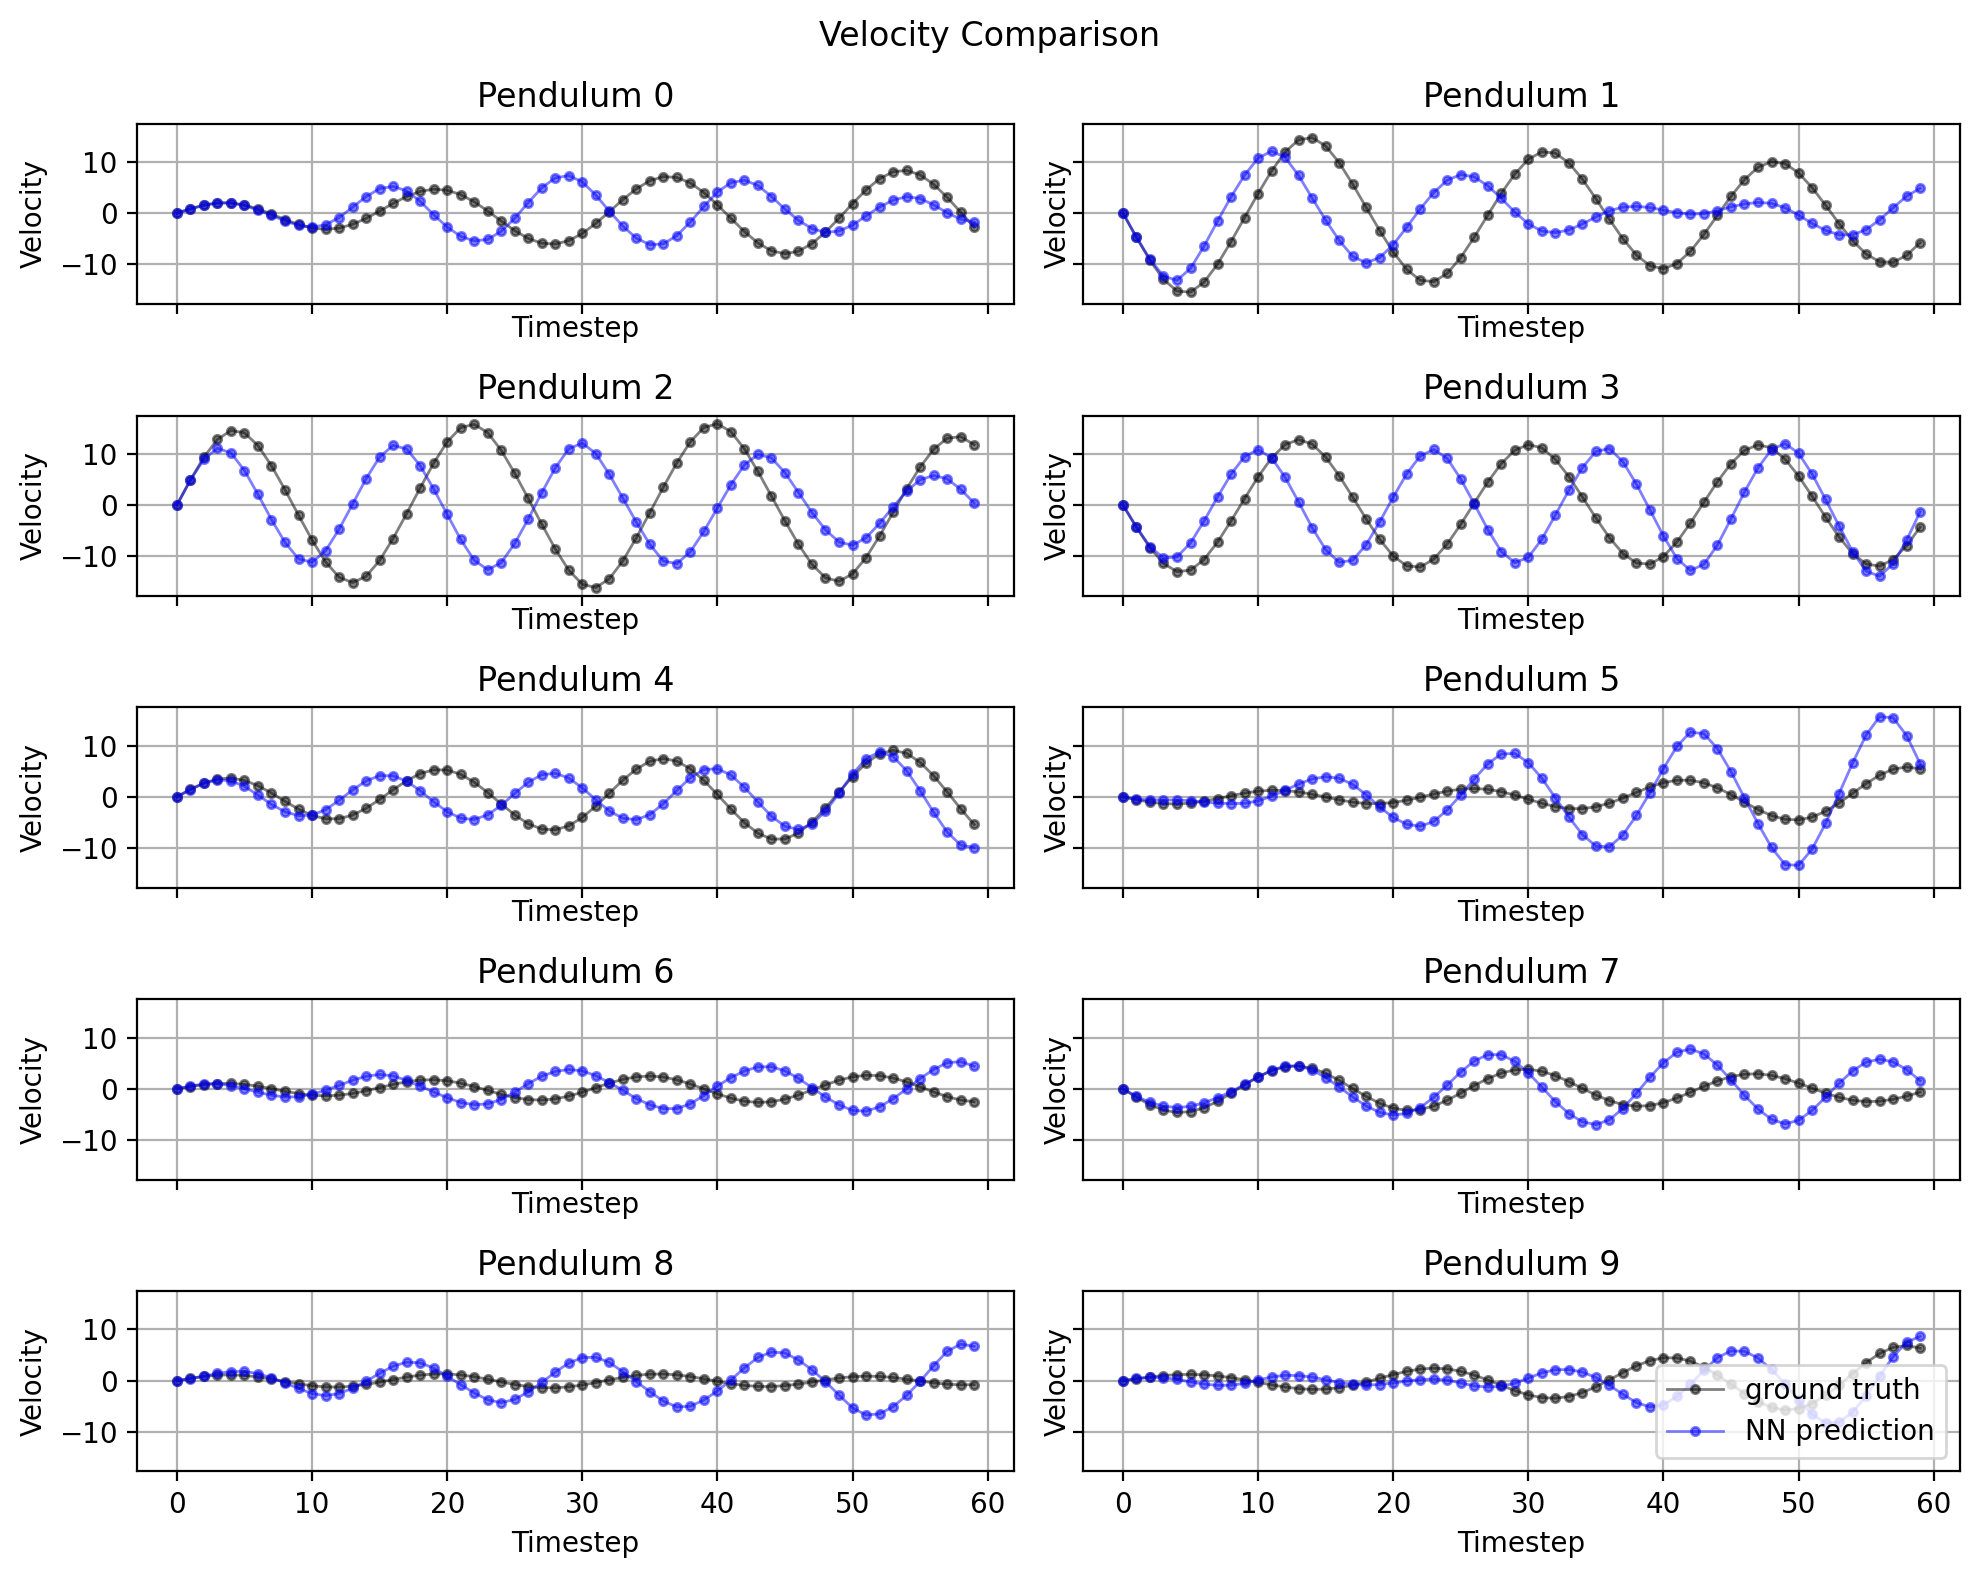 Velocity Comparison
Pendulum 0
Pendulum 1
10
0
−10
Velocity
Velocity
Timestep
Timestep
Pendulum 2
Pendulum 3
10
0
−10
Velocity
Velocity
Timestep
Timestep
Pendulum 4
Pendulum 5
10
0
−10
Velocity
Velocity
Timestep
Timestep
Pendulum 6
Pendulum 7
10
0
−10
Velocity
Velocity
Timestep
Timestep
Pendulum 8
Pendulum 9
10
0
−10
Velocity
Velocity
ground truth
NN prediction
0 10 20 30 40 50 60
0 10 20 30 40 50 60
Timestep
Timestep